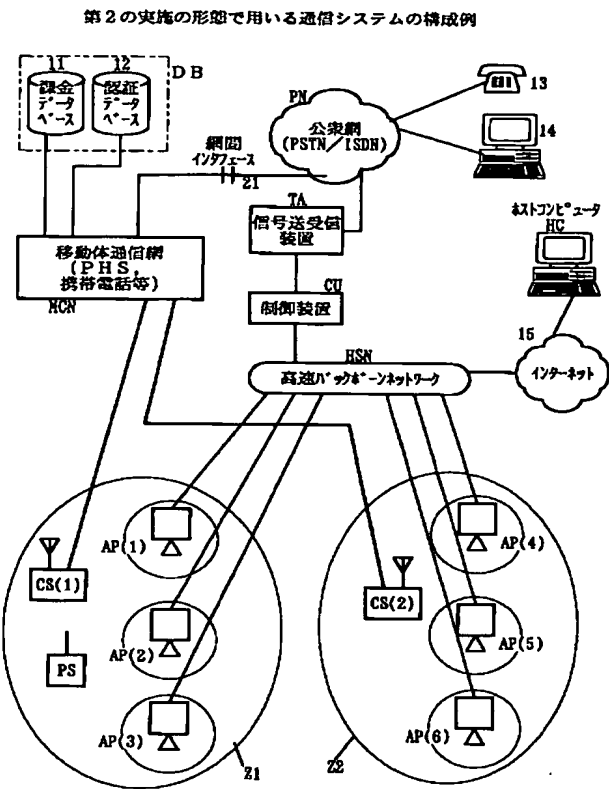 第2の実施の形態で用いる通信システムの構成例
11
12
DB
課金
データ
ベース
認証
データ
ベース
PN
公衆網
(PSTN/ISDN)
13
14
網間
インタフェース
21
TA
信号送受信
装置
ホストコンピュータ
HC
移動体通信網
(PHS,
携帯電話等)
MCN
CU
制御装置
15
インターネット
HSN
高速バックボーンネットワーク
CS(1)
PS
AP(1)
AP(2)
AP(3)
Z1
CS(2)
AP(4)
AP(5)
AP(6)
Z2